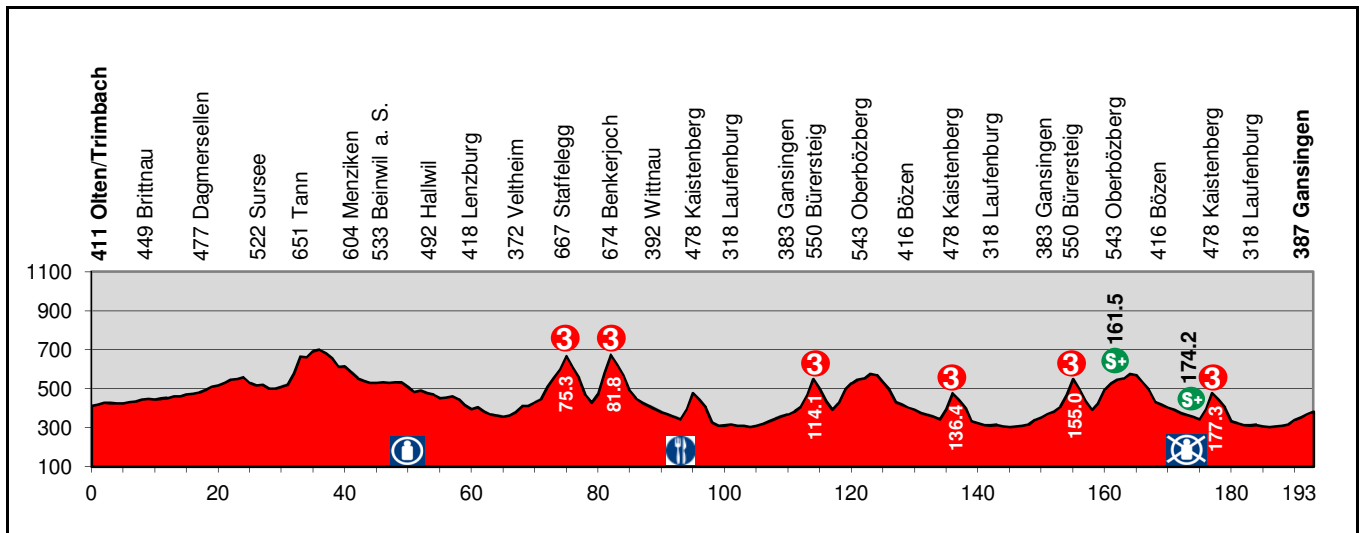 411 Olten/Trimbach
449 Brittnau
477 Dagmersellen
522 Sursee
651 Tann
604 Menziken
533 Beinwil a. S.
492 Hallwil
418 Lenzburg
372 Veltheim
667 Staffelegg
674 Benkerjoch
392 Wittnau
478 Kaistenberg
318 Laufenburg
383 Gansingen
550 Bürersteig
543 Oberbözberg
416 Bözen
478 Kaistenberg
318 Laufenburg
383 Gansingen
550 Bürersteig
543 Oberbözberg
416 Bözen
478 Kaistenberg
318 Laufenburg
387 Gansingen
1100
900
700
500
300
100
3
75.3
3
81.8
3
114.1
3
136.4
3
155.0
161.5
S+
174.2
S+
3
177.3
0
20
40
60
80
100
120
140
160
180
193